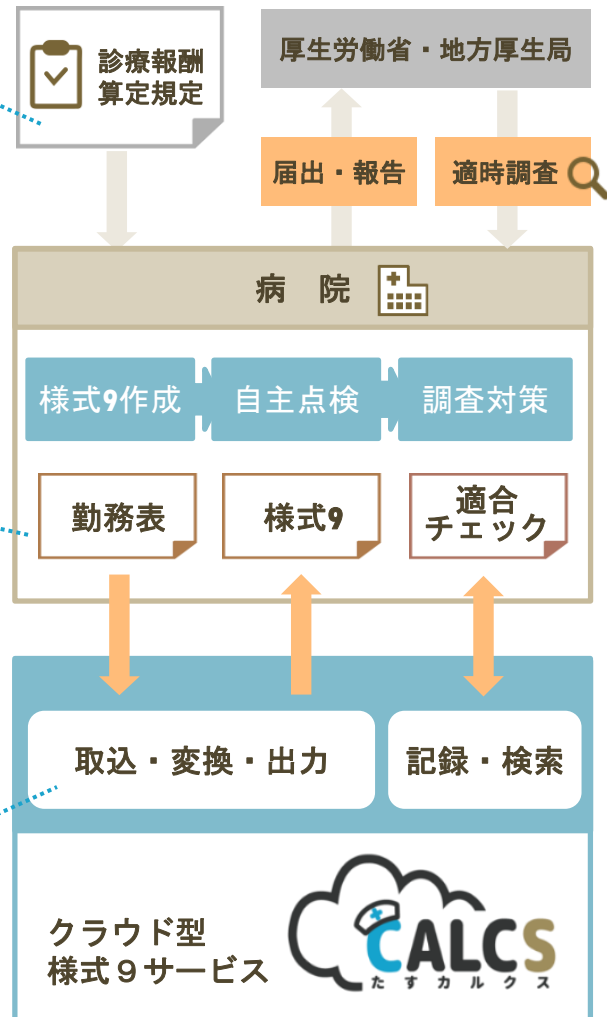 診療報酬
算定規定
厚生労働省・地方厚生局
届出・報告
適時調査
病　院
様式9作成
自主点検
調査対策
勤務表
様式9
適合
チェック
取込・変換・出力
記録・検索
クラウド型
様式９サービス
CALCS
たすカルクス